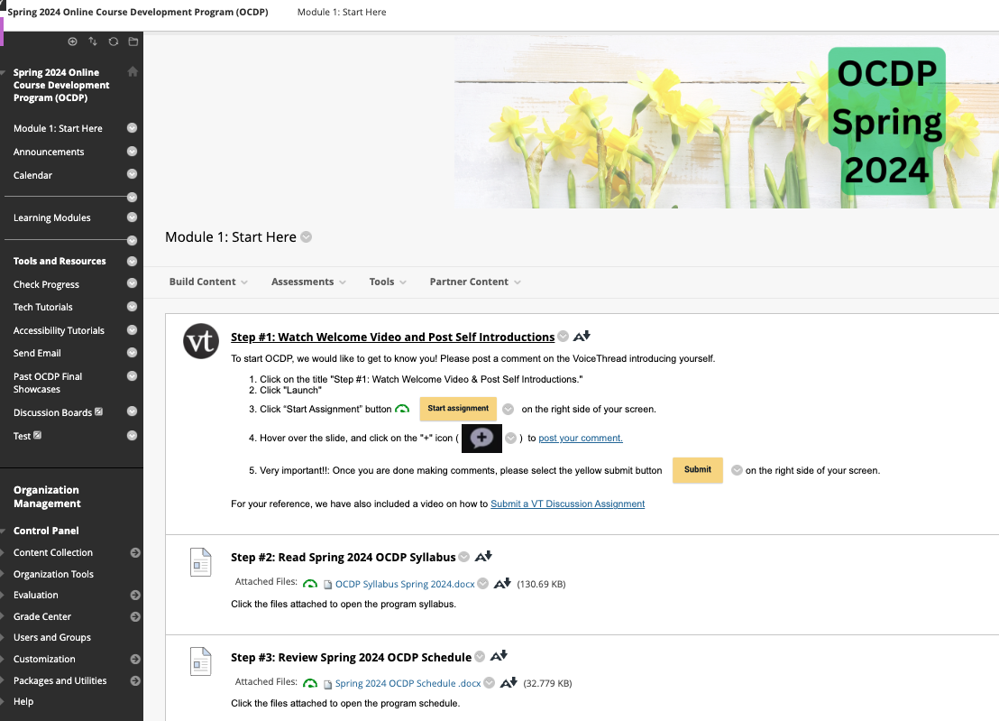 Spring 2024 Online Course Development Program (OCDP) Module 1: Start Here
Spring 2024 Online
Course Development
Program (OCDP)
Module 1: Start Here
Announcements
Calendar
Learning Modules
Tools and Resources
Check Progress
Tech Tutorials
Accessibility Tutorials
Send Email
Past OCDP Final
Showcases
Discussion Boards
Test
Organization
Management
Control Panel
Content Collection
Organization Tools
Evaluation
Grade Center
Users and Groups
Customization
Packages and Utilities
Help
OCDP
Spring
2024
Module 1: Start Here
Build Content Assessments Tools Partner Content
vt
Step #1: Watch Welcome Video and Post Self Introductions
To start OCDP, we would like to get to know you! Please post a comment on the VoiceThread introducing yourself.
1. Click on the title "Step #1: Watch Welcome Video & Post Self Introductions."
2. Click "Launch"
3. Click “Start Assignment” button Start assignment on the right side of your screen.
4. Hover over the slide, and click on the "+" icon ( ) to post your comment.
5. Very important!!: Once you are done making comments, please select the yellow submit button Submit on the right side of your screen.
For your reference, we have also included a video on how to Submit a VT Discussion Assignment
Step #2: Read Spring 2024 OCDP Syllabus
Attached Files: OCDP Syllabus Spring 2024.docx (130.69 KB)
Click the files attached to open the program syllabus.
Step #3: Review Spring 2024 OCDP Schedule
Attached Files: Spring 2024 OCDP Schedule .docx (32.779 KB)
Click the files attached to open the program schedule.